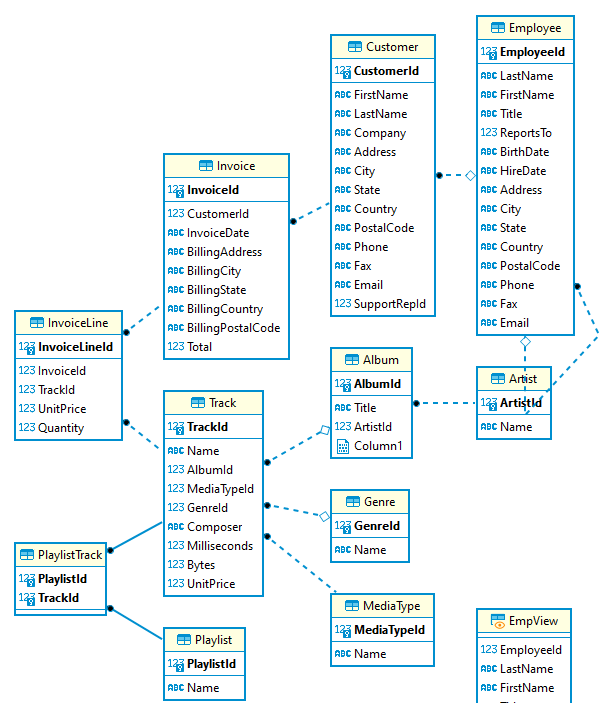 Employee
123 EmployeeId
ABC LastName
ABC FirstName
ABC Title
123 ReportsTo
ABC BirthDate
ABC HireDate
ABC Address
ABC City
ABC State
ABC Country
ABC PostalCode
ABC Phone
ABC Fax
ABC Email
Customer
123 CustomerId
ABC FirstName
ABC LastName
ABC Company
ABC Address
ABC City
ABC State
ABC Country
ABC PostalCode
ABC Phone
ABC Fax
ABC Email
123 SupportRepId
Invoice
123 InvoiceId
123 CustomerId
ABC InvoiceDate
ABC BillingAddress
ABC BillingCity
ABC BillingState
ABC BillingCountry
ABC BillingPostalCode
123 Total
InvoiceLine
123 InvoiceLineId
123 InvoiceId
123 TrackId
123 UnitPrice
123 Quantity
Album
123 AlbumId
ABC Title
123 ArtistId
Column1
Artist
123 ArtistId
ABC Name
Track
123 TrackId
ABC Name
123 AlbumId
123 MediaTypeId
123 GenreId
ABC Composer
123 Milliseconds
123 Bytes
123 UnitPrice
Genre
123 GenreId
ABC Name
PlaylistTrack
123 PlaylistId
123 TrackId
MediaType
123 MediaTypeId
ABC Name
Playlist
123 PlaylistId
ABC Name
EmpView
123 EmployeeId
ABC LastName
ABC FirstName